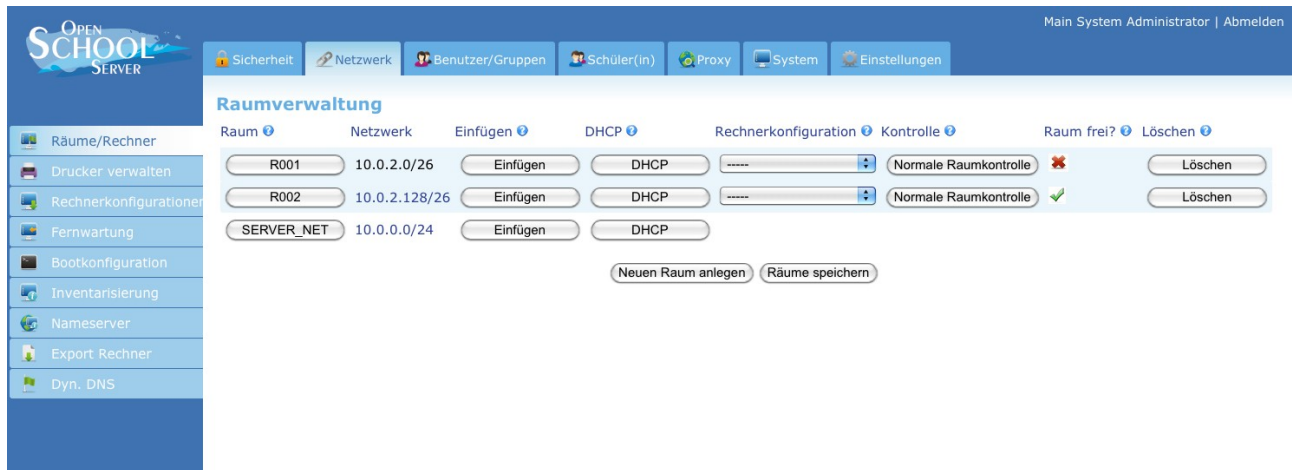 Main System Administrator | Abmelden
OPEN
SCHOOL
SERVER
Sicherheit Netzwerk Benutzer/Gruppen Schüler(in) Proxy System Einstellungen
Raumverwaltung
Räume/Rechner
Drucker verwalten
Rechnerkonfigurationen
Fernwartung
Bootkonfiguration
Inventarisierung
Nameserver
Export Rechner
Dyn. DNS
Raum Netzwerk Einfügen DHCP Rechnerkonfiguration Kontrolle Raum frei? Löschen
R001 10.0.2.0/26 Einfügen DHCP ----- Normale Raumkontrolle Löschen
R002 10.0.2.128/26 Einfügen DHCP ----- Normale Raumkontrolle Löschen
SERVER_NET 10.0.0.0/24 Einfügen DHCP
Neuen Raum anlegen Räume speichern